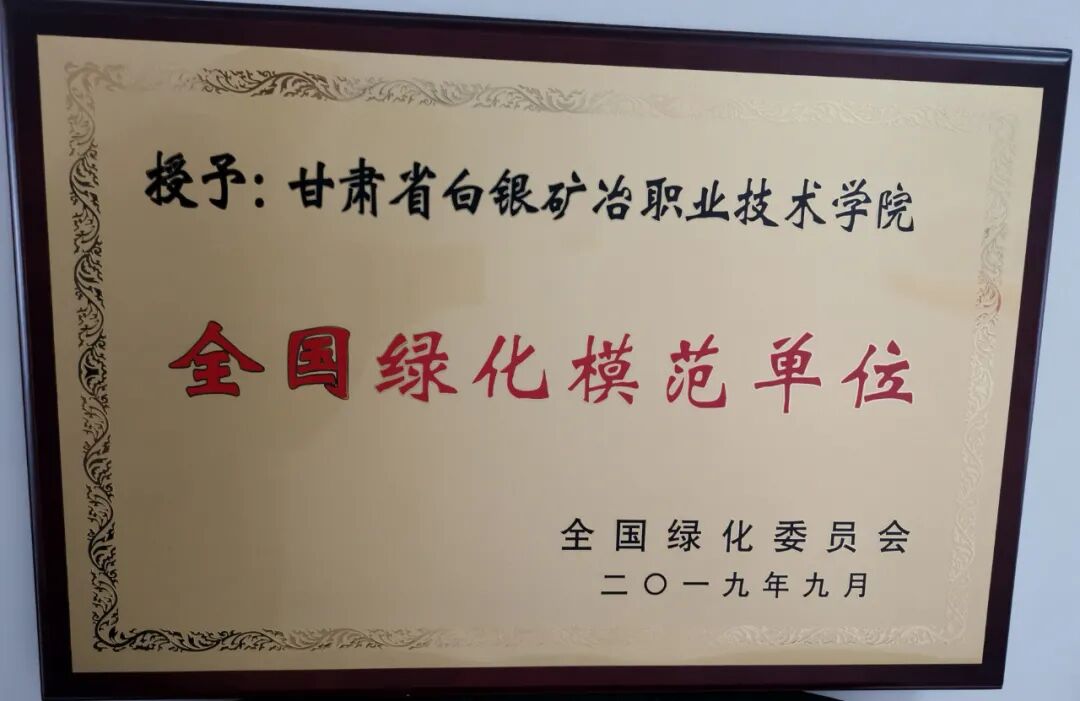 授予：甘肃省白银矿冶职业技术学院
全国绿化模范单位
全国绿化委员会
二〇一九年九月